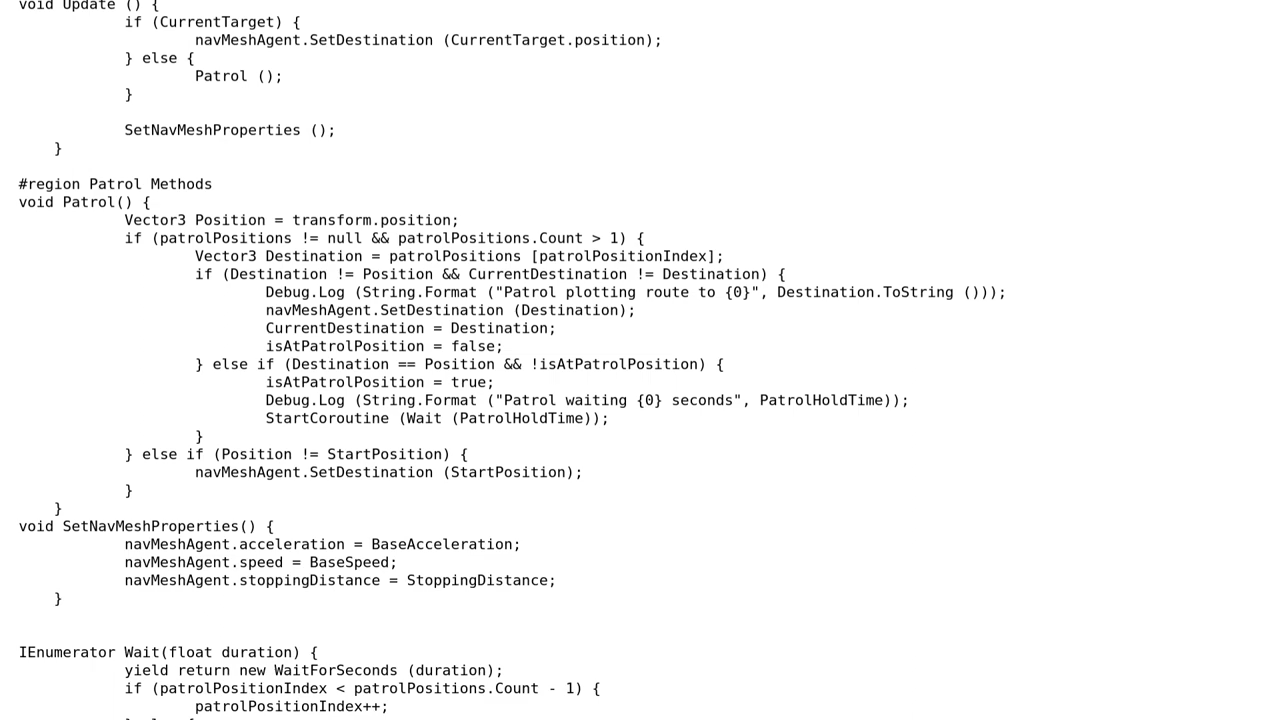 void Update () {
if (CurrentTarget) {
navMeshAgent.SetDestination (CurrentTarget.position);
} else {
Patrol ();
}
SetNavMeshProperties ();
}
#region Patrol Methods
void Patrol() {
Vector3 Position = transform.position;
if (patrolPositions != null && patrolPositions.Count > 1) {
Vector3 Destination = patrolPositions [patrolPositionIndex];
if (Destination != Position && CurrentDestination != Destination) {
Debug.Log (String.Format ("Patrol plotting route to {0}", Destination.ToString ()));
navMeshAgent.SetDestination (Destination);
CurrentDestination = Destination;
isAtPatrolPosition = false;
} else if (Destination == Position && !isAtPatrolPosition) {
isAtPatrolPosition = true;
Debug.Log (String.Format ("Patrol waiting {0} seconds", PatrolHoldTime));
StartCoroutine (Wait (PatrolHoldTime));
}
} else if (Position != StartPosition) {
navMeshAgent.SetDestination (StartPosition);
}
}
void SetNavMeshProperties() {
navMeshAgent.acceleration = BaseAcceleration;
navMeshAgent.speed = BaseSpeed;
navMeshAgent.stoppingDistance = StoppingDistance;
}
IEnumerator Wait(float duration) {
yield return new WaitForSeconds (duration);
if (patrolPositionIndex < patrolPositions.Count - 1) {
patrolPositionIndex++;